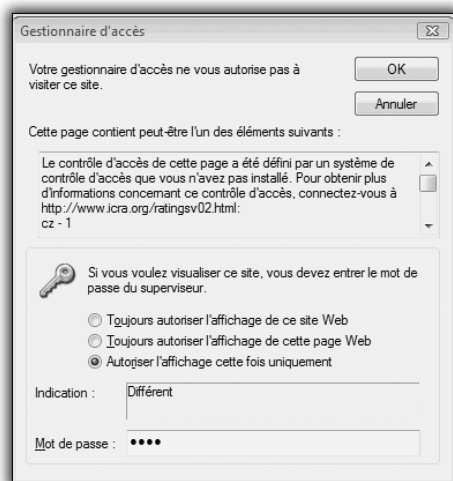 Gestionnaire d'accès
Votre gestionnaire d'accès ne vous autorise pas à
visiter ce site.
OK
Annuler
Cette page contient peut-être l'un des éléments suivants :
Le contrôle d'accès de cette page a été défini par un système de
contrôle d'accès que vous n'avez pas installé. Pour obtenir plus
d'informations concernant ce contrôle d'accès, connectez-vous à
http://www.icra.org/ratingsv02.html:
cz - 1
Si vous voulez visualiser ce site, vous devez entrer le mot de
passe du superviseur.
Toujours autoriser l'affichage de ce site Web
Toujours autoriser l'affichage de cette page Web
Autoriser l'affichage cette fois uniquement
Indication : Différent
Mot de passe : ••••